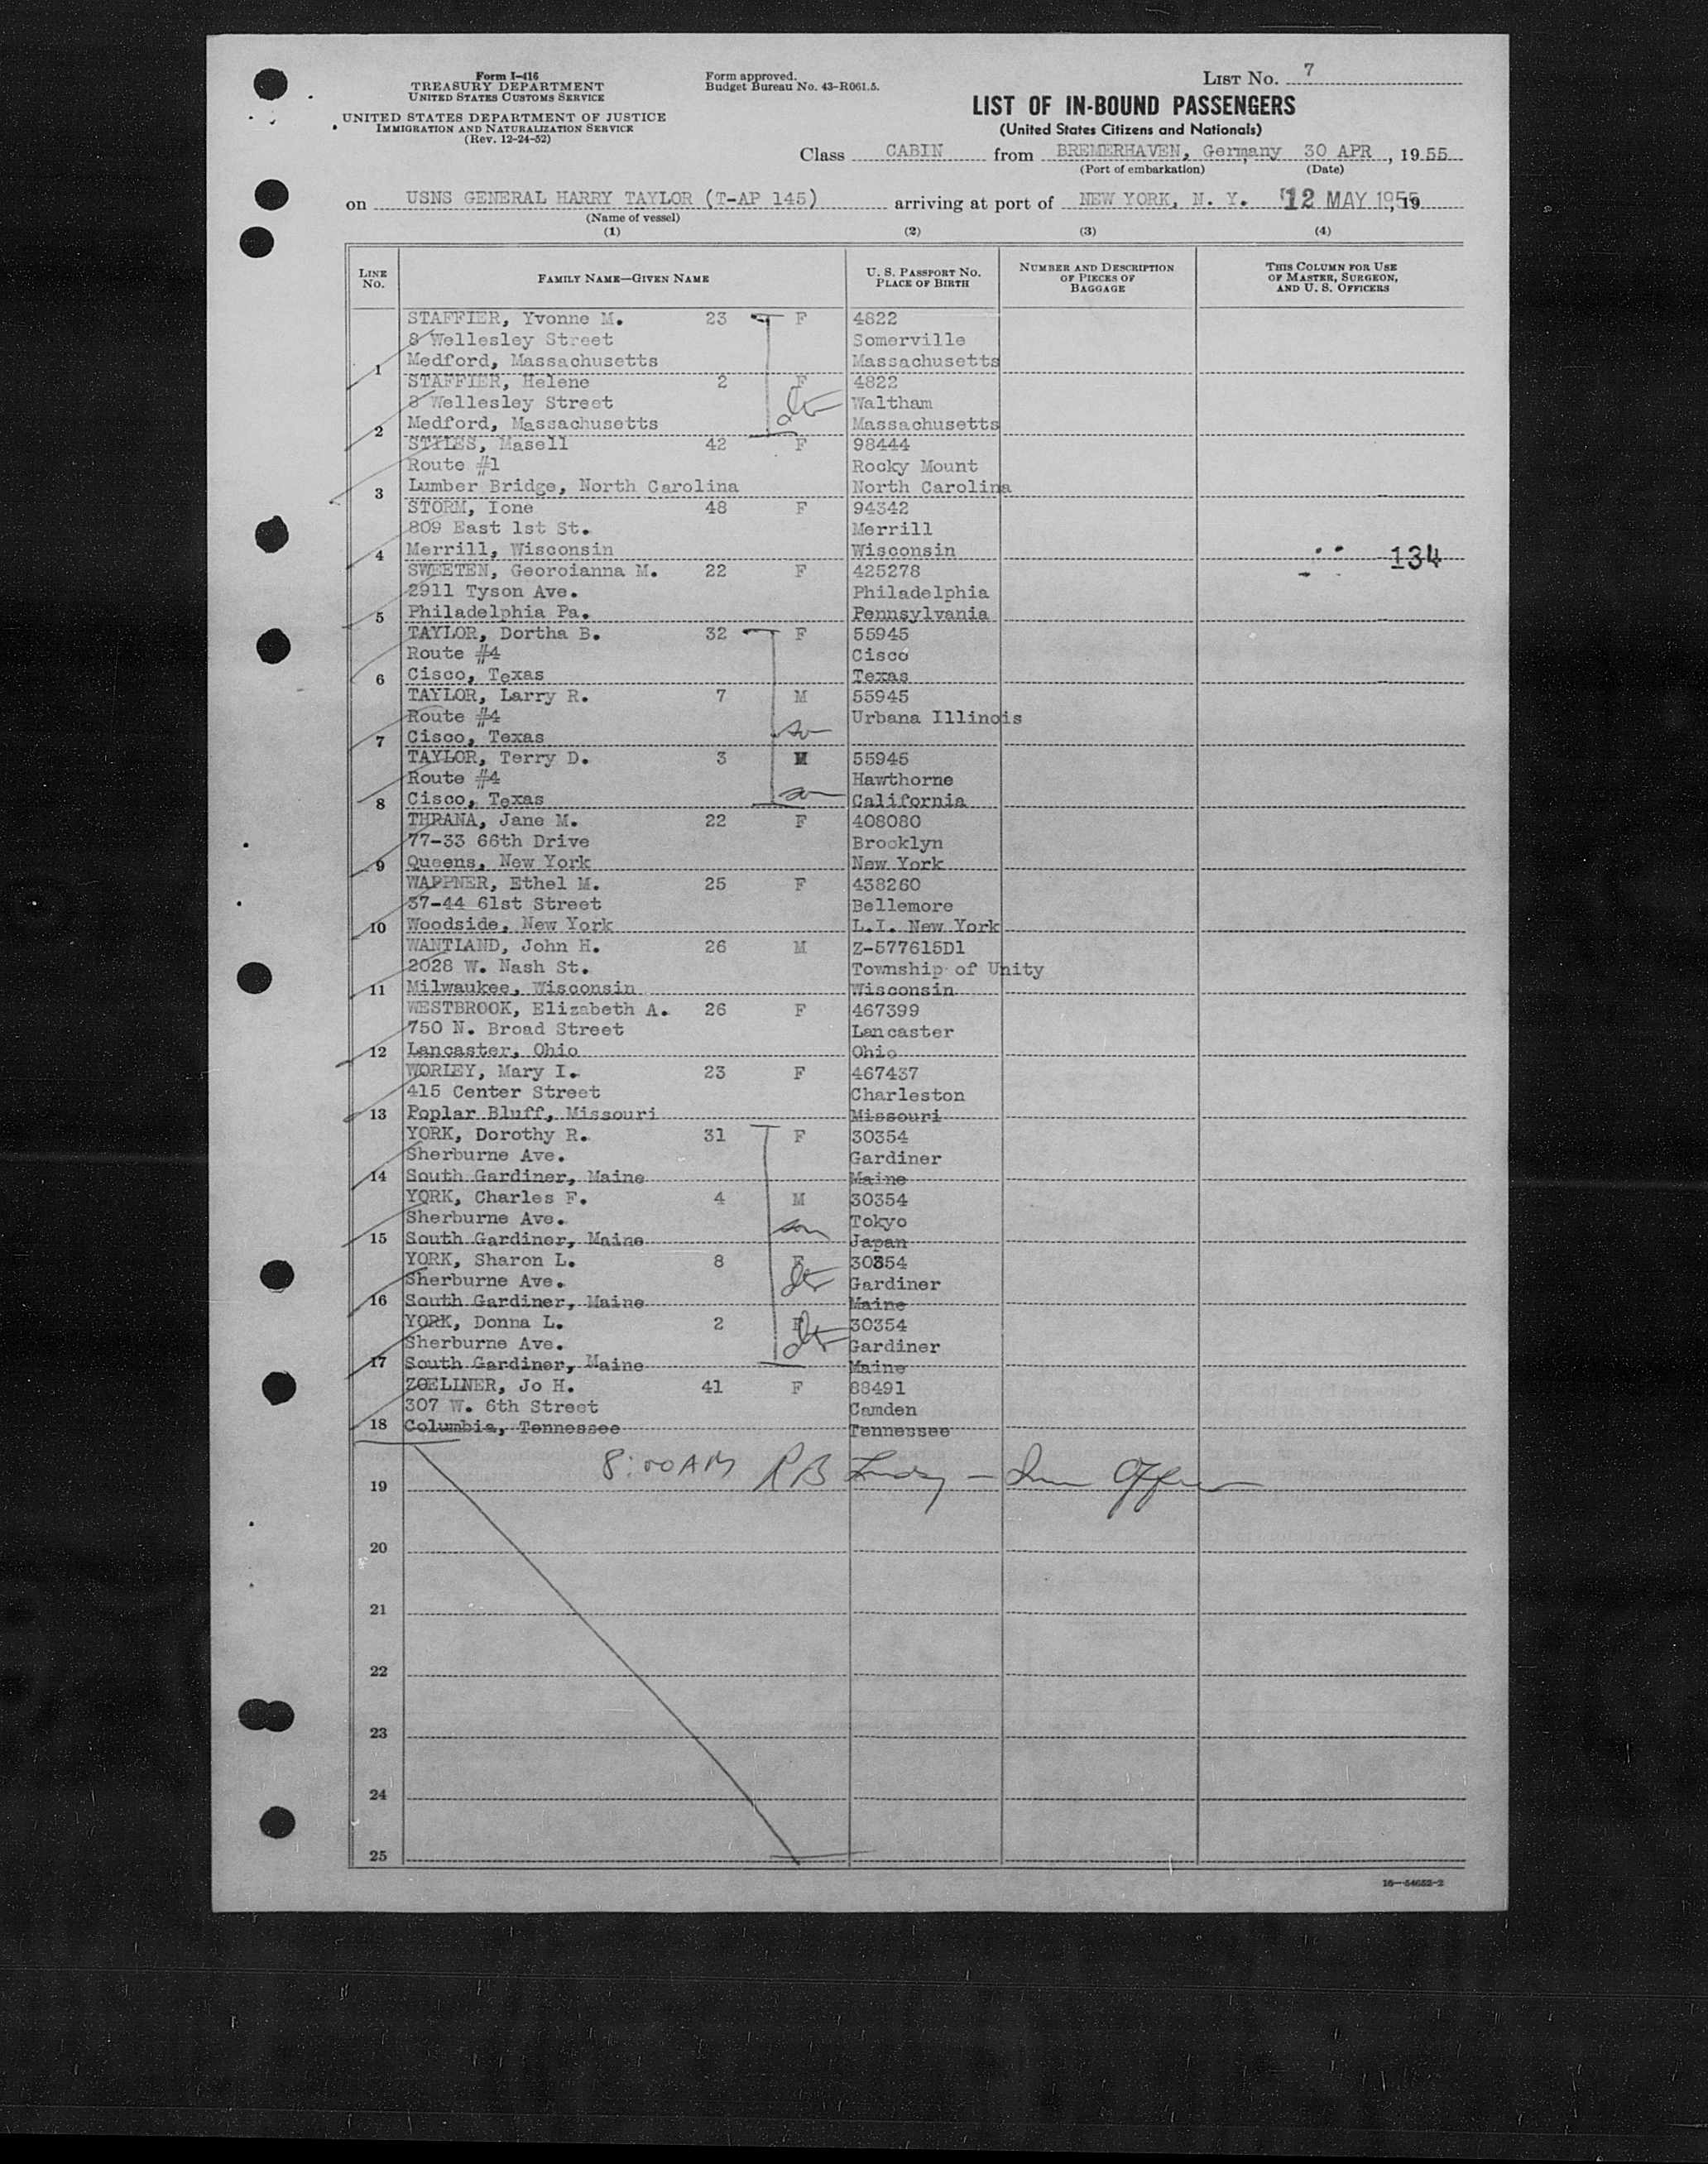 Form I-416
TREASURY DEPARTMENT
UNITED STATES CUSTOMS SERVICE
UNITED STATES DEPARTMENT OF JUSTICE
IMMIGRATION AND NATURALIZATION SERVICE
(Rev. 12-24-52)
Form approved.
Budget Bureau No. 43-R061.5.
LIST NO. 7
LIST OF IN-BOUND PASSENGERS
(United States Citizens and Nationals)
Class CABIN from BREMERHAVEN, Germany, 30 APR, 1955
(Port of embarkation) (Date)
on USNS GENERAL HARRY TAYLOR (T-AP 145) arriving at port of NEW YORK, N. Y. 12 MAY 1955, 19
(Name of vessel)
(1) (2) (3) (4)
LINE NO. FAMILY NAME—GIVEN NAME U. S. PASSPORT NO. PLACE OF BIRTH NUMBER AND DESCRIPTION OF PIECES OF BAGGAGE THIS COLUMN FOR USE OF MASTER, SURGEON, AND U. S. OFFICERS
STAFFIER, Yvonne M. 23 F 4822
8 Wellesley Street Somerville
1 Medford, Massachusetts Massachusetts
STAFFIER, Helene 2 F 4822
8 Wellesley Street Waltham
2 Medford, Massachusetts Massachusetts
STYLES, Masell 42 F 98444
Route #1 Rocky Mount
3 Lumber Bridge, North Carolina North Carolina
STORM, Ione 48 F 94342
809 East 1st St. Merrill
4 Merrill, Wisconsin Wisconsin 134
SWEETEN, Georoianna M. 22 F 425278
2911 Tyson Ave. Philadelphia
5 Philadelphia Pa. Pennsylvania
TAYLOR, Dortha B. 32 F 55945
Route #4 Cisco
6 Cisco, Texas Texas
TAYLOR, Larry R. 7 M 55945
Route #4 Urbana Illinois
7 Cisco, Texas son
TAYLOR, Terry D. 3 M 55945
Route #4 Hawthorne
8 Cisco, Texas son California
THRANA, Jane M. 22 F 408080
77-33 66th Drive Brooklyn
9 Queens, New York New York
WAPPNER, Ethel M. 25 F 438260
37-44 61st Street Bellemore
10 Woodside, New York L.I. New York
WANTLAND, John H. 26 M Z-577615D1
2028 W. Nash St. Township of Unity
11 Milwaukee, Wisconsin Wisconsin
WESTBROOK, Elizabeth A. 26 F 467399
750 N. Broad Street Lancaster
12 Lancaster, Ohio Ohio
WORLEY, Mary I. 23 F 467437
415 Center Street Charleston
13 Poplar Bluff, Missouri Missouri
YORK, Dorothy R. 31 F 30354
Sherburne Ave. Gardiner
14 South Gardiner, Maine Maine
YORK, Charles F. 4 M 30354
Sherburne Ave. son Tokyo
15 South Gardiner, Maine Japan
YORK, Sharon L. 8 F 30354
Sherburne Ave. Gardiner
16 South Gardiner, Maine Maine
YORK, Donna L. 2 F 30354
Sherburne Ave. Gardiner
17 South Gardiner, Maine Maine
ZOELLNER, Jo H. 41 F 88491
307 W. 6th Street Camden
18 Columbia, Tennessee Tennessee
8:00AM R B
19
20
21
22
23
24
25
16—54652-2